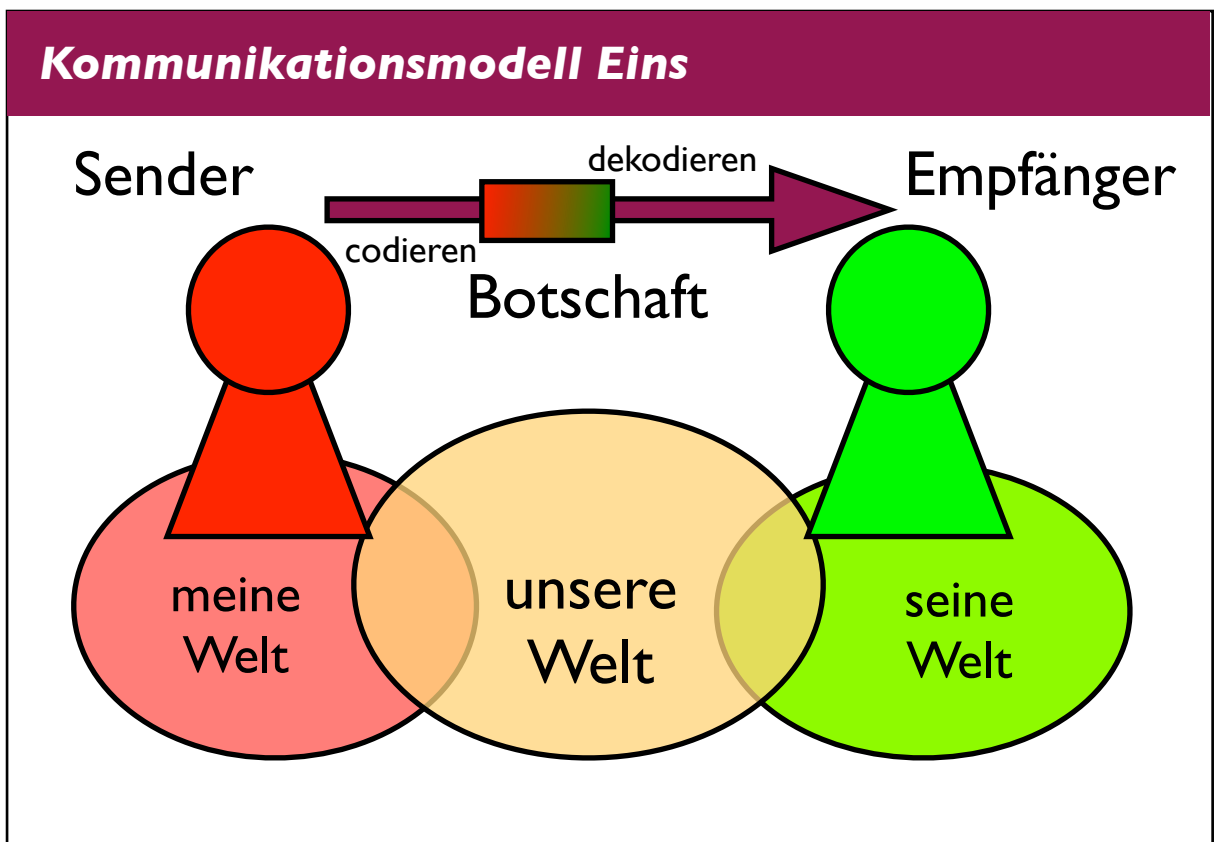 Kommunikationsmodell Eins
Sender
dekodieren
Empfänger
codieren
Botschaft
meine
Welt
unsere
Welt
seine
Welt